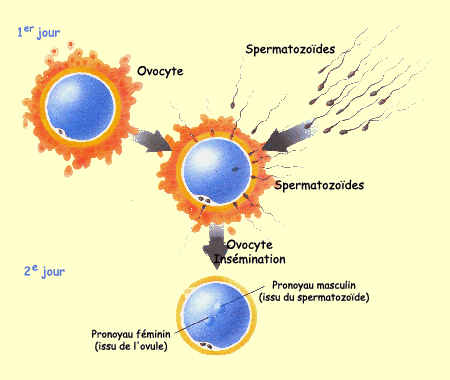 1er jour
Spermatozoïdes
Ovocyte
Spermatozoïdes
Ovocyte
Insémination
2e jour
Pronoyau masculin
(issu du spermatozoïde)
Pronoyau féminin
(issu de l'ovule)